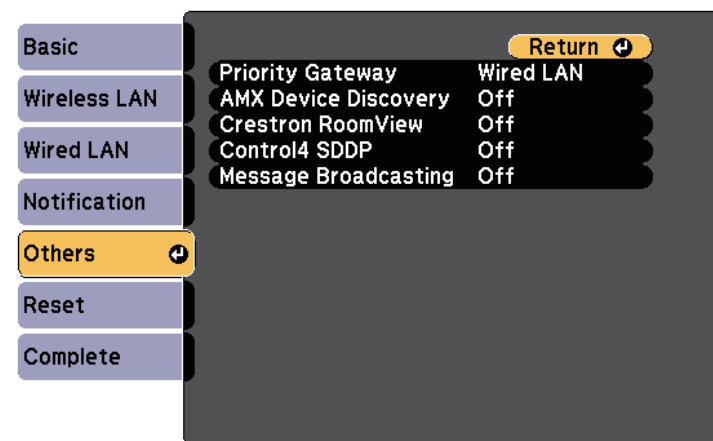 Basic
Wireless LAN
Wired LAN
Notification
Others
Reset
Complete
Return
Priority Gateway Wired LAN
AMX Device Discovery Off
Crestron RoomView Off
Control4 SDDP Off
Message Broadcasting Off